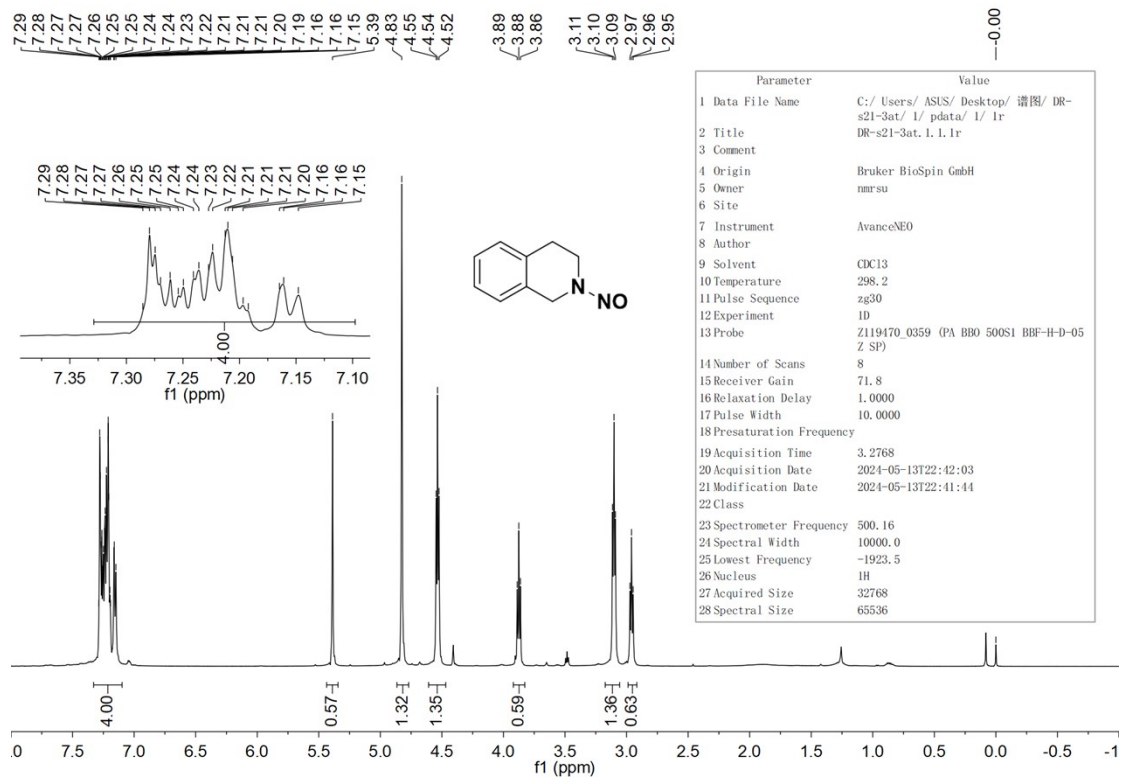 7.29 7.28 7.27 7.27 7.26 7.25 7.25 7.24 7.24 7.23 7.22 7.21 7.21 7.21 7.20 7.19 7.16 7.16 7.15 5.39 4.83 4.55 4.54 4.52 3.89 3.88 3.86 3.11 3.10 3.09 2.97 2.96 2.95 -0.00
Parameter Value
1 Data File Name C:/ Users/ ASUS/ Desktop/ 谱图/ DR-
s21-3at/ 1/ pdata/ 1/ 1r
2 Title DR-s21-3at.1.1.1r
3 Comment
4 Origin Bruker BioSpin GmbH
5 Owner nmrsu
6 Site
7 Instrument AvanceNEO
8 Author
9 Solvent CDCl3
10 Temperature 298.2
11 Pulse Sequence zg30
12 Experiment 1D
13 Probe Z119470_0359 (PA BBO 500S1 BBF-H-D-05
Z SP)
14 Number of Scans 8
15 Receiver Gain 71.8
16 Relaxation Delay 1.0000
17 Pulse Width 10.0000
18 Presaturation Frequency
19 Acquisition Time 3.2768
20 Acquisition Date 2024-05-13T22:42:03
21 Modification Date 2024-05-13T22:41:44
22 Class
23 Spectrometer Frequency 500.16
24 Spectral Width 10000.0
25 Lowest Frequency -1923.5
26 Nucleus 1H
27 Acquired Size 32768
28 Spectral Size 65536
7.29 7.28 7.27 7.27 7.26 7.25 7.25 7.24 7.24 7.23 7.22 7.21 7.21 7.21 7.20 7.16 7.16 7.15
4.00
7.35 7.30 7.25 7.20 7.15 7.10
f1 (ppm)
N
NO
4.00 0.57 1.32 1.35 0.59 1.36 0.63
.0 7.5 7.0 6.5 6.0 5.5 5.0 4.5 4.0 3.5 3.0 2.5 2.0 1.5 1.0 0.5 0.0 -0.5 -1
f1 (ppm)